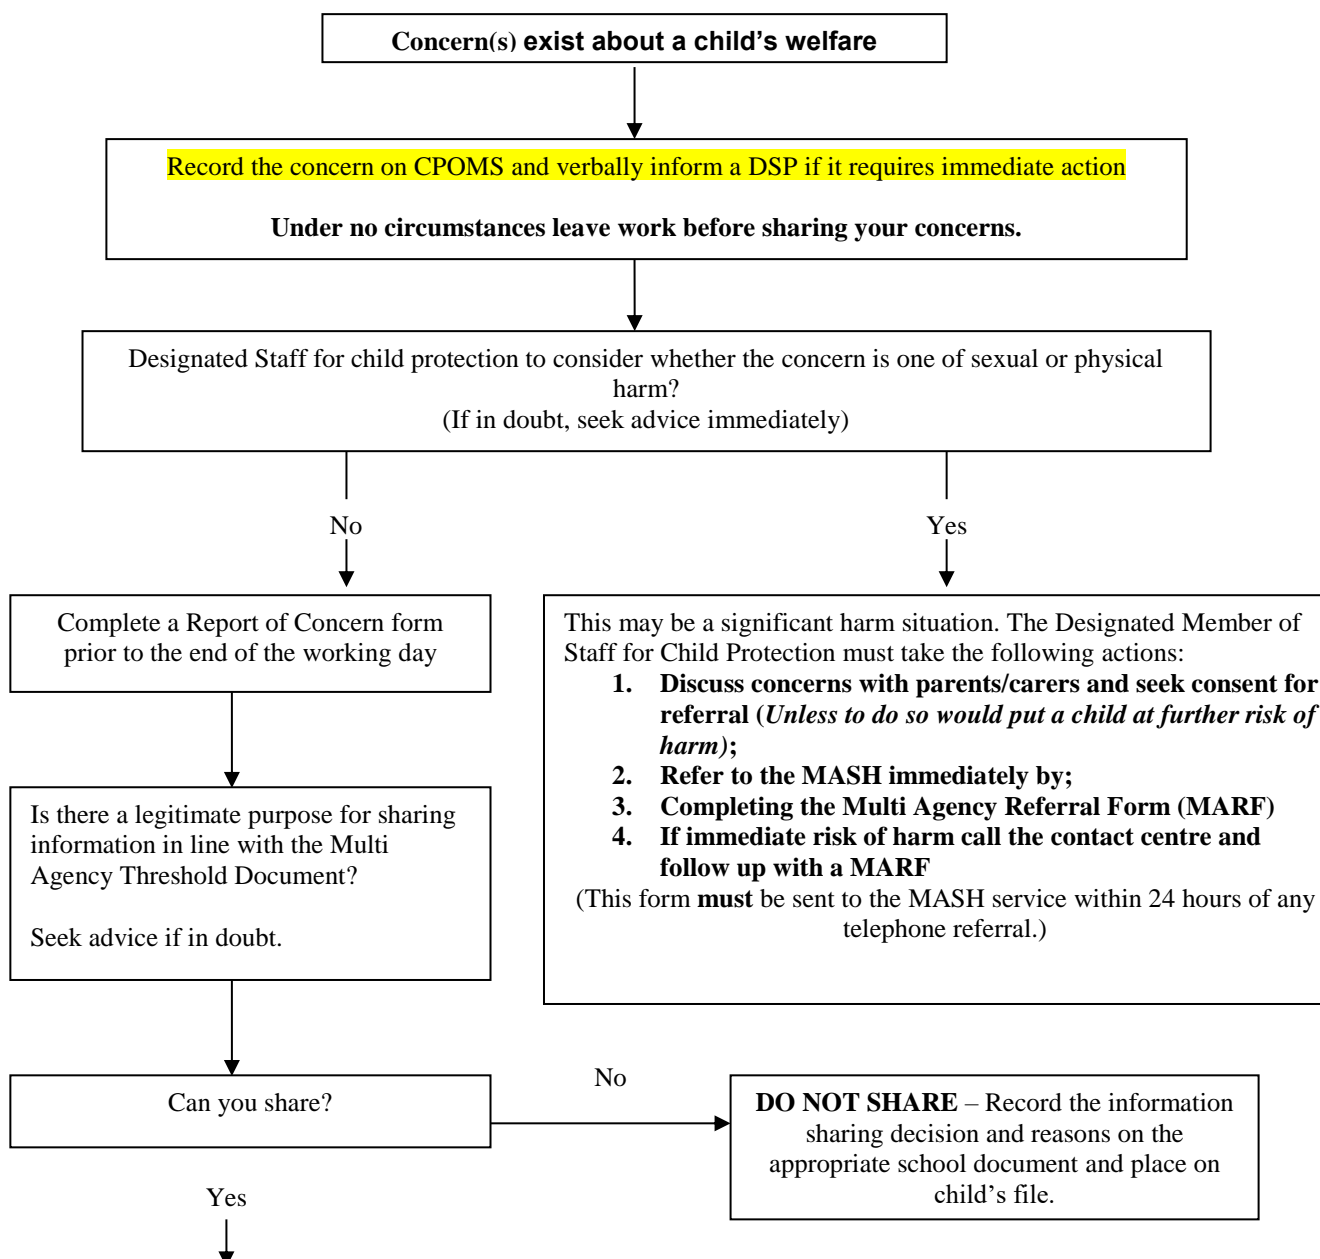 Concern(s) exist about a child’s welfare
Record the concern on CPOMS and verbally inform a DSP if it requires immediate action
Under no circumstances leave work before sharing your concerns.
Designated Staff for child protection to consider whether the concern is one of sexual or physical
harm?
(If in doubt, seek advice immediately)
No
Yes
Complete a Report of Concern form
prior to the end of the working day
This may be a significant harm situation. The Designated Member of
Staff for Child Protection must take the following actions:
1. Discuss concerns with parents/carers and seek consent for
referral (Unless to do so would put a child at further risk of
harm);
2. Refer to the MASH immediately by;
3. Completing the Multi Agency Referral Form (MARF)
4. If immediate risk of harm call the contact centre and
follow up with a MARF
(This form must be sent to the MASH service within 24 hours of any
telephone referral.)
Is there a legitimate purpose for sharing
information in line with the Multi
Agency Threshold Document?
Seek advice if in doubt.
Can you share?
No
DO NOT SHARE – Record the information
sharing decision and reasons on the
appropriate school document and place on
child’s file.
Yes